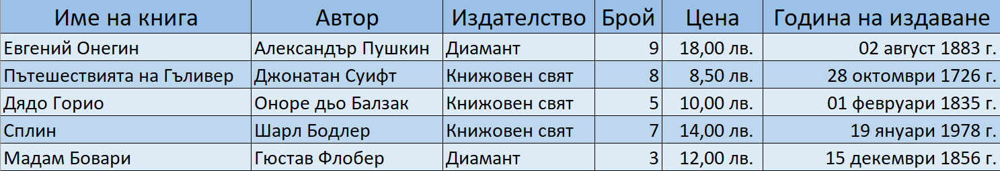 Име на книга Автор Издателство Брой Цена Година на издаване
Евгений Онегин Александър Пушкин Диамант 9 18,00 лв. 02 август 1883 г.
Пътешествията на Гъливер Джонатан Суифт Книжовен свят 8 8,50 лв. 28 октомври 1726 г.
Дядо Горио Оноре дьо Балзак Книжовен свят 5 10,00 лв. 01 февруари 1835 г.
Сплин Шарл Бодлер Книжовен свят 7 14,00 лв. 19 януари 1978 г.
Мадам Бовари Гюстав Флобер Диамант 3 12,00 лв. 15 декември 1856 г.